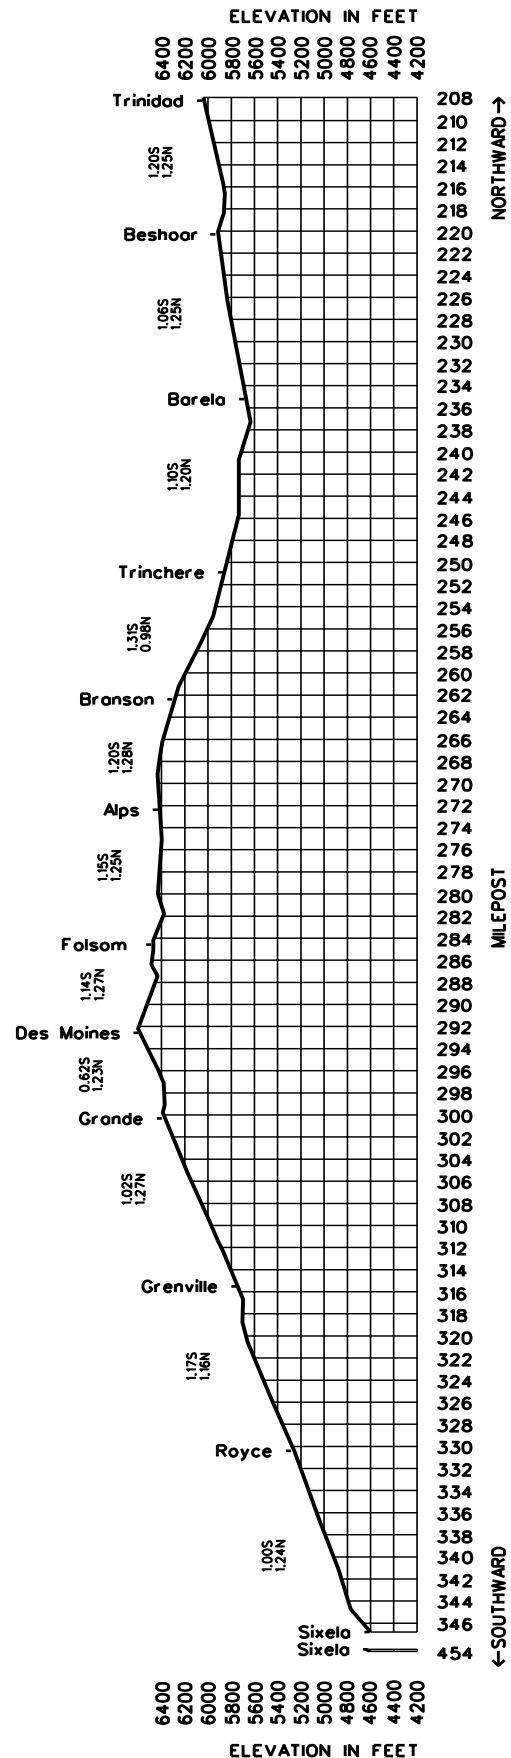 ELEVATION IN FEET
6400 6200 6000 5800 5600 5400 5200 5000 4800 4600 4400 4200
Trinidad
208
210
212
1.20S
1.25N
214
216
218
NORTHWARD→
Beshoar
220
222
224
226
1.06S
1.25N
228
230
232
234
Barela
236
238
240
242
1.10S
1.20N
244
246
248
250
Trinchere
252
254
256
1.31S
0.98N
258
260
Branson
262
264
266
1.20S
1.28N
268
270
Alps
272
274
276
1.15S
1.25N
278
280
MILEPOST
282
Folsom
284
286
1.14S
1.27N
288
290
Des Moines
292
294
0.62S
1.23N
296
298
Grande
300
302
304
1.02S
1.27N
306
308
310
312
314
Grenville
316
318
320
1.17S
1.16N
322
324
326
328
Royce
330
332
334
336
338
1.00S
1.24N
340
342
344
346
Sixela
Sixela
454
←SOUTHWARD
6400 6200 6000 5800 5600 5400 5200 5000 4800 4600 4400 4200
ELEVATION IN FEET